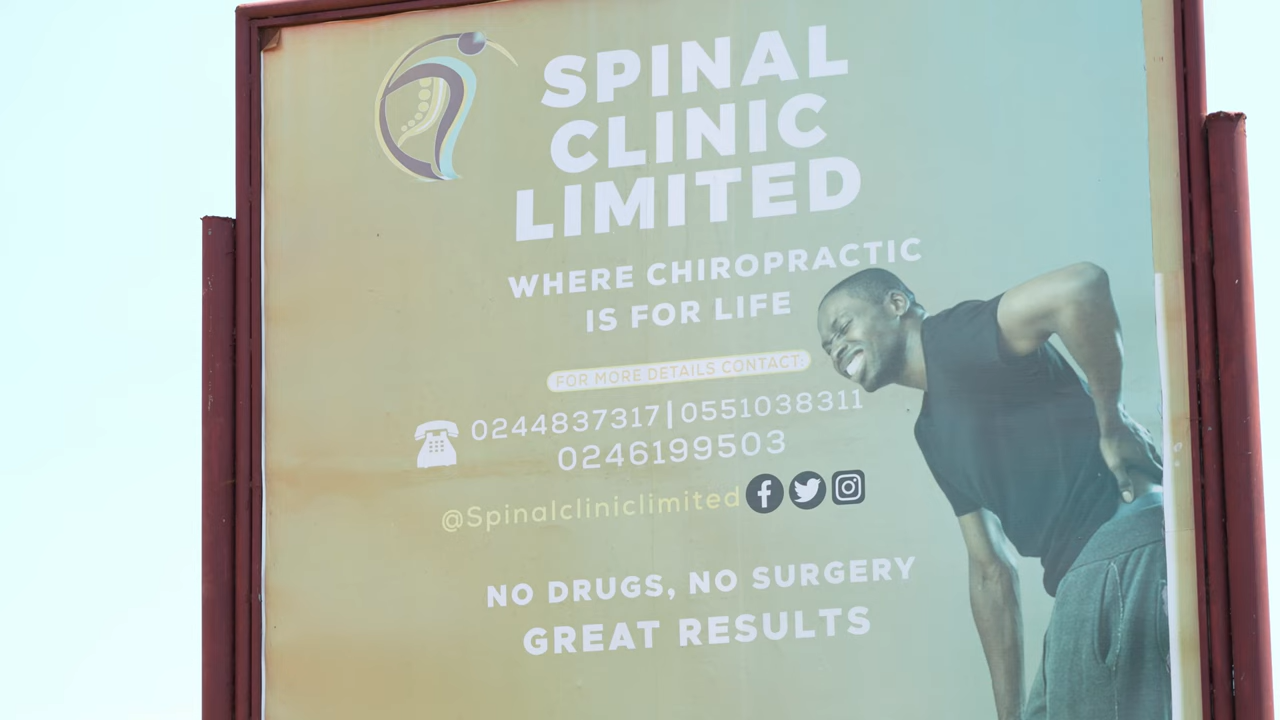 SPINAL
CLINIC
LIMITED
WHERE CHIROPRACTIC
IS FOR LIFE
FOR MORE DETAILS CONTACT:
0244837317|0551038311
0246199503
@Spinalcliniclimited
NO DRUGS, NO SURGERY
GREAT RESULTS